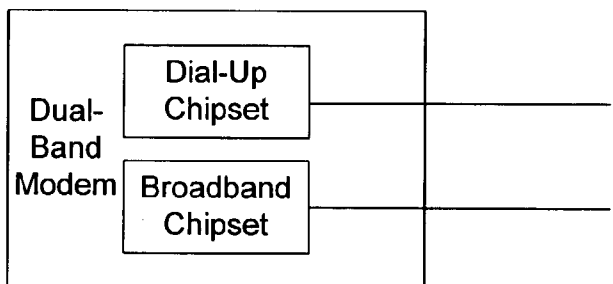 Dual-
Band
Modem
Dial-Up
Chipset
Broadband
Chipset